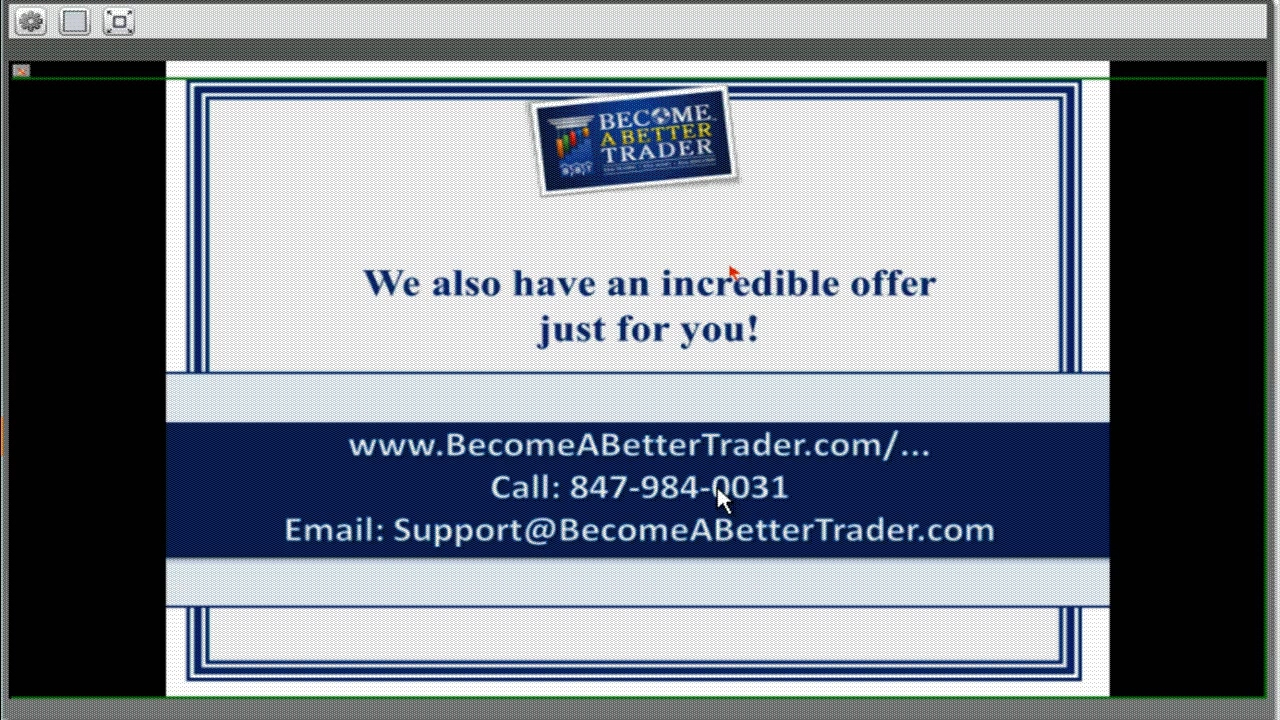 BECOME
A BETTER
TRADER
We also have an incredible offer
just for you!
www.BecomeABetterTrader.com/...
Call: 847-984-0031
Email: Support@BecomeABetterTrader.com